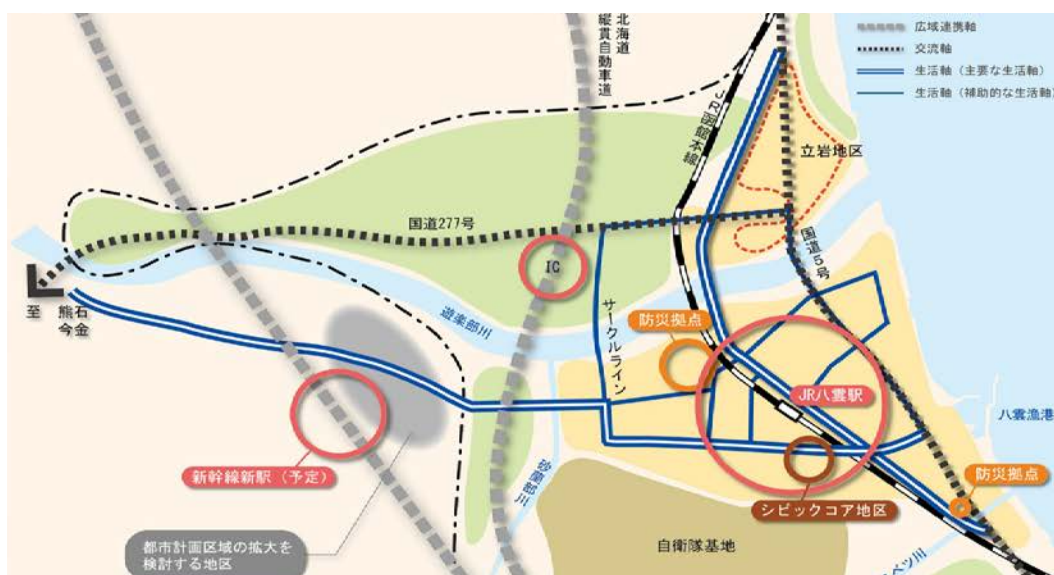 広域連携軸
交流軸
生活軸（主要な生活軸）
生活軸（補助的な生活軸）
北海道
縦貫自動車道
JR函館本線
立岩地区
国道277号
国道5号
IC
至
熊石
今金
遊楽部川
サークルライン
防災拠点
JR八雲駅
八雲漁港
新幹線新駅（予定）
砂蘭部川
シビックコア地区
防災拠点
都市計画区域の拡大を
検討する地区
自衛隊基地
ベツ川